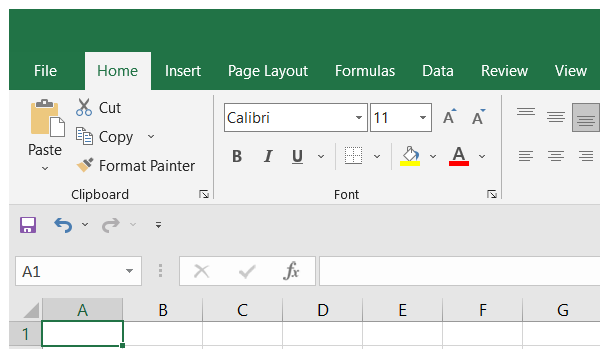 File Home Insert Page Layout Formulas Data Review View
Cut
Calibri 11 A A
Copy
Paste
B I U A
Format Painter
Clipboard Font
A1 fx
A B C D E F G
1